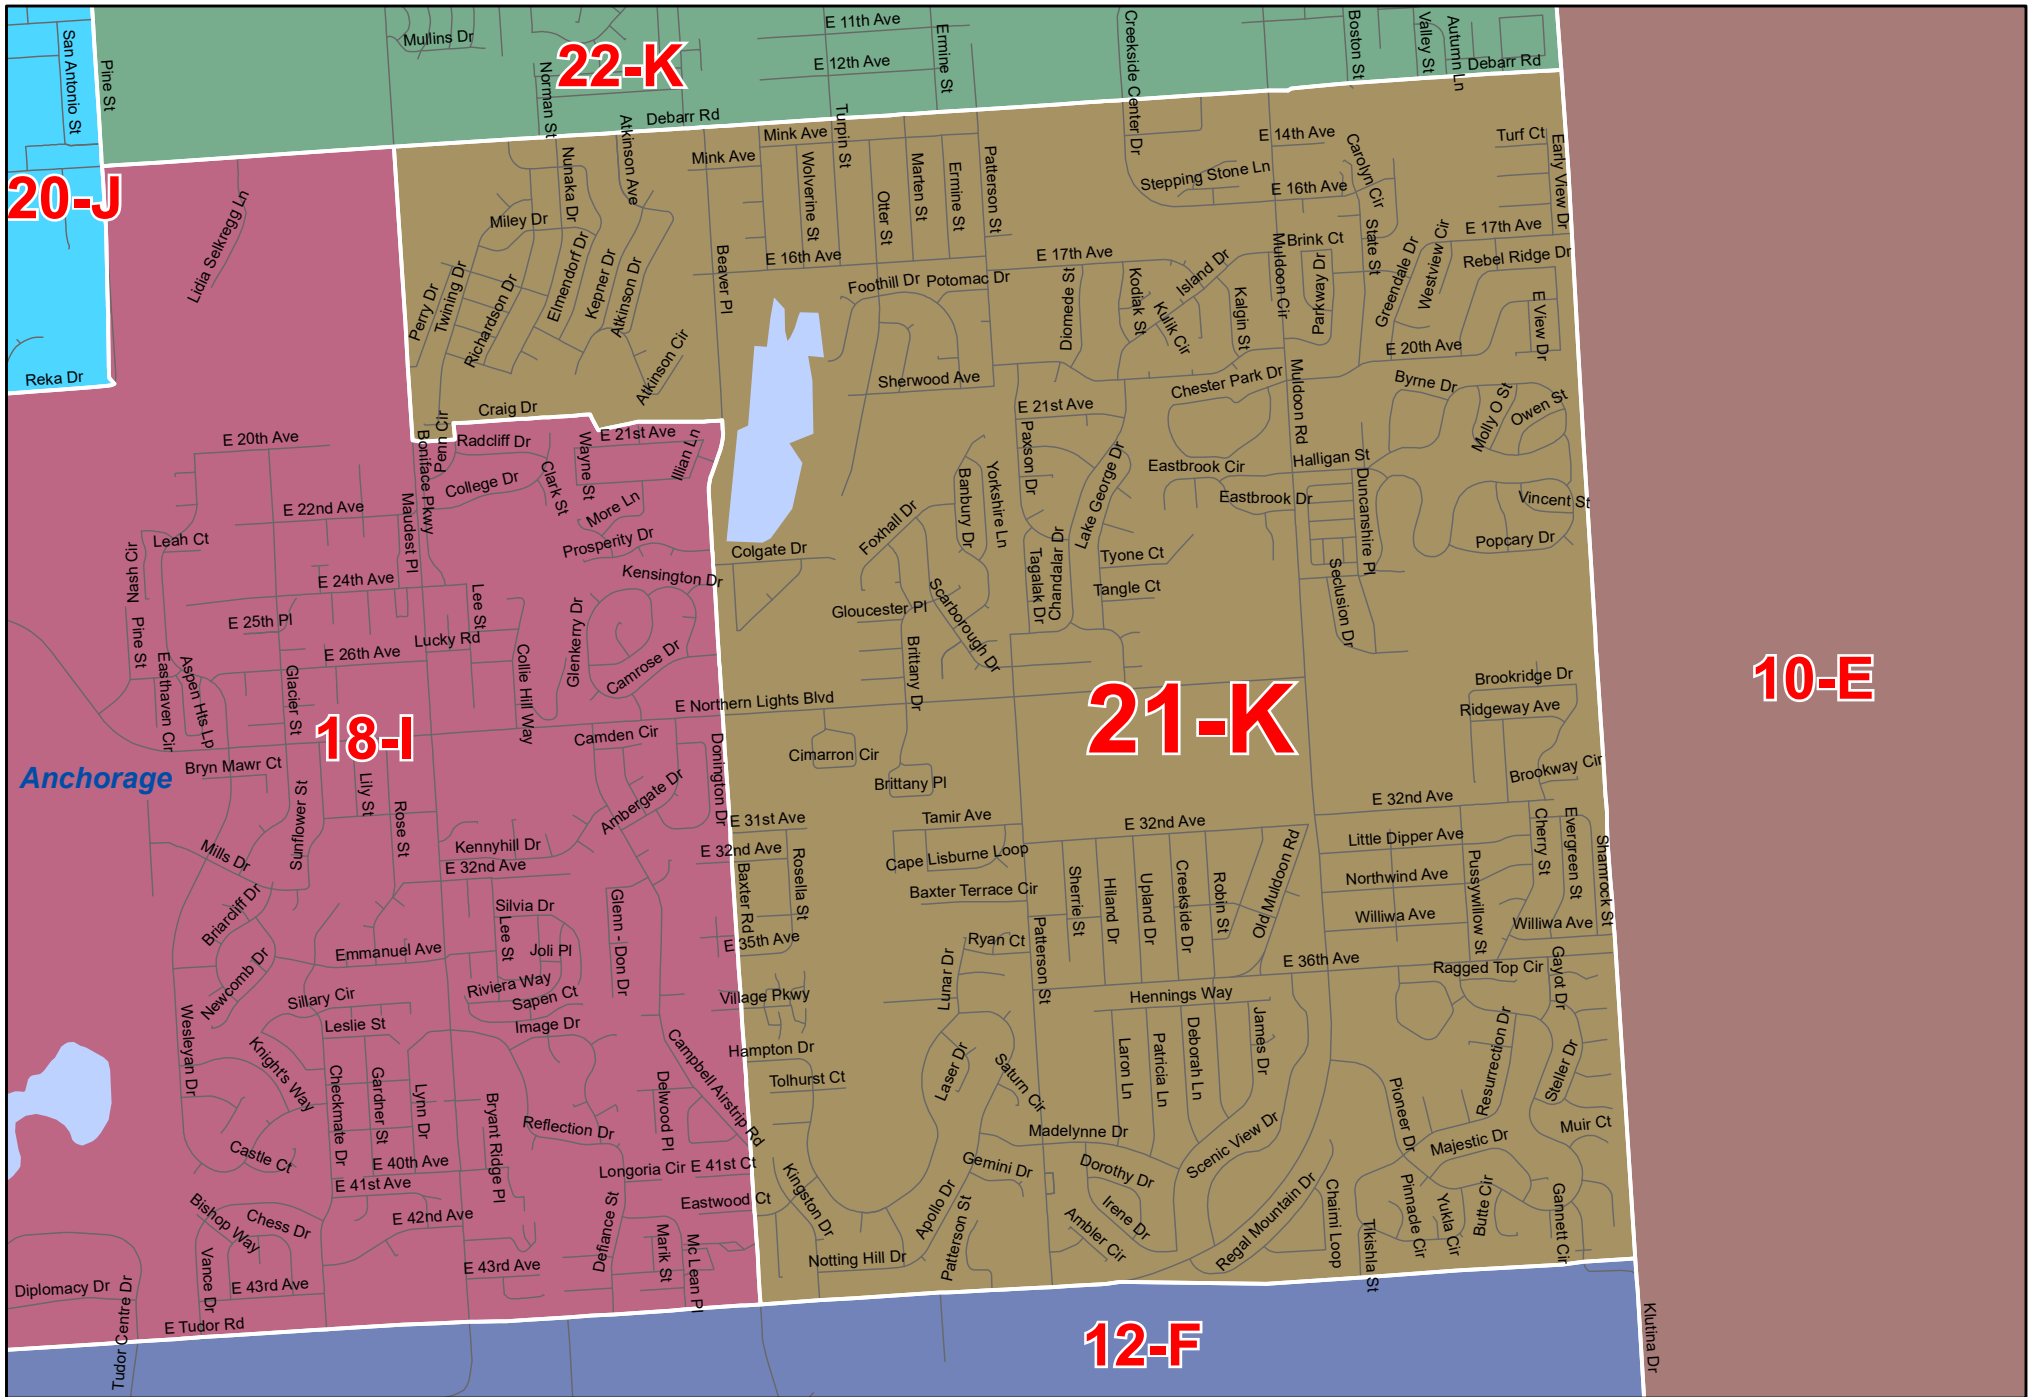 E 11th Ave
Mullins Dr
22-K
E 12th Ave
Ermine St
Creekside Center Dr
Boston St
Valley St
Autumn Ln
Debarr Rd
San Antonio St
Pine St
Norman St
Debarr Rd
Atkinson Ave
Turpin St
Mink Ave
Mink Ave
E 14th Ave
Turf Ct
Early View Dr
20-J
Lidia Selkregg Ln
Nunaka Dr
Wolverine St
Otter St
Marten St
Ermine St
Patterson St
Stepping Stone Ln
E 16th Ave
Carolyn Cir
State St
Miley Dr
E 16th Ave
E 17th Ave
E 17th Ave
Brink Ct
Rebel Ridge Dr
Perry Dr
Twining Dr
Richardson Dr
Elmendorf Dr
Kepner Dr
Atkinson Dr
Beaver Pl
Foothill Dr
Potomac Dr
Diomede St
Kodiak St
Kulik Cir
Island Dr
Kalgin St
Muldoon Cir
Parkway Dr
Greendale Dr
Westview Cir
E View Dr
Atkinson Cir
Reka Dr
Sherwood Ave
Chester Park Dr
E 20th Ave
Byrne Dr
Molly O St
Owen St
Craig Dr
E 21st Ave
Muldoon Rd
E 20th Ave
Boniface Pkwy
Puen Cir
Radcliff Dr
E 21st Ave
Wayne St
Illian Ln
College Dr
Clark St
More Ln
Paxson Dr
Lake George Dr
Eastbrook Cir
Halligan St
Eastbrook Dr
Duncanshire Pl
Vincent St
E 22nd Ave
Maudest Pl
Foxhall Dr
Banbury Dr
Yorkshire Ln
Leah Ct
Nash Cir
Prosperity Dr
Colgate Dr
Tyone Ct
Popcary Dr
E 24th Ave
Kensington Dr
Lee St
Tagalak Dr
Chandalar Dr
Tangle Ct
Seclusion Dr
Gloucester Pl
Scarborough Dr
E 25th Pl
Pine St
Lucky Rd
E 26th Ave
Glenkerry Dr
Camrose Dr
Collie Hill Way
Brittany Dr
Easthaven Cir
Aspen Hts Lp
Glacier St
E Northern Lights Blvd
21-K
10-E
Brookridge Dr
Ridgeway Ave
18-I
Camden Cir
Cimarron Cir
Donington Dr
Anchorage
Bryn Mawr Ct
Brittany Pl
Brookway Cir
Sunflower St
Lily St
Rose St
Ambergate Dr
E 31st Ave
Tamir Ave
E 32nd Ave
E 32nd Ave
Kennyhill Dr
E 32nd Ave
E 32nd Ave
Mills Dr
Cape Lisburne Loop
Little Dipper Ave
Cherry St
Evergreen St
Shamrock St
Baxter Rd
Rosella St
Baxter Terrace Cir
Northwind Ave
Pussywillow St
Briarcliff Dr
Silvia Dr
Lee St
Glenn - Don Dr
Sherrie St
Hiland Dr
Upland Dr
Creekside Dr
Robin St
Old Muldoon Rd
Williwa Ave
Williwa Ave
Emmanuel Ave
Joli Pl
E 35th Ave
Ryan Ct
Patterson St
E 36th Ave
Ragged Top Cir
Gayot Dr
Newcomb Dr
Sillary Cir
Riviera Way
Sapen Ct
Village Pkwy
Lunar Dr
Hennings Way
Wesleyan Dr
Leslie St
Image Dr
Campbell Airstrip Rd
Hampton Dr
Knight's Way
Checkmate Dr
Gardner St
Lynn Dr
Bryant Ridge Pl
Delwood Pl
Tolhurst Ct
Laser Dr
Saturn Cir
Laron Ln
Patricia Ln
Deborah Ln
James Dr
Resurrection Dr
Steller Dr
Pioneer Dr
Reflection Dr
Madelynne Dr
Scenic View Dr
Majestic Dr
Muir Ct
Castle Ct
E 40th Ave
Longoria Cir
E 41st Ct
Gemini Dr
Dorothy Dr
E 41st Ave
Kingston Dr
Eastwood Ct
Bishop Way
Chess Dr
E 42nd Ave
Defiance St
Marik St
Mc Lean Pl
Apollo Dr
Patterson St
Irene Dr
Ambler Cir
Regal Mountain Dr
Chaimi Loop
Tikishla St
Pinnacle Cir
Yukla Cir
Butte Cir
Gannett Cir
Vance Dr
E 43rd Ave
E 43rd Ave
Notting Hill Dr
Diplomacy Dr
Tudor Centre Dr
E Tudor Rd
12-F
Klutina Dr